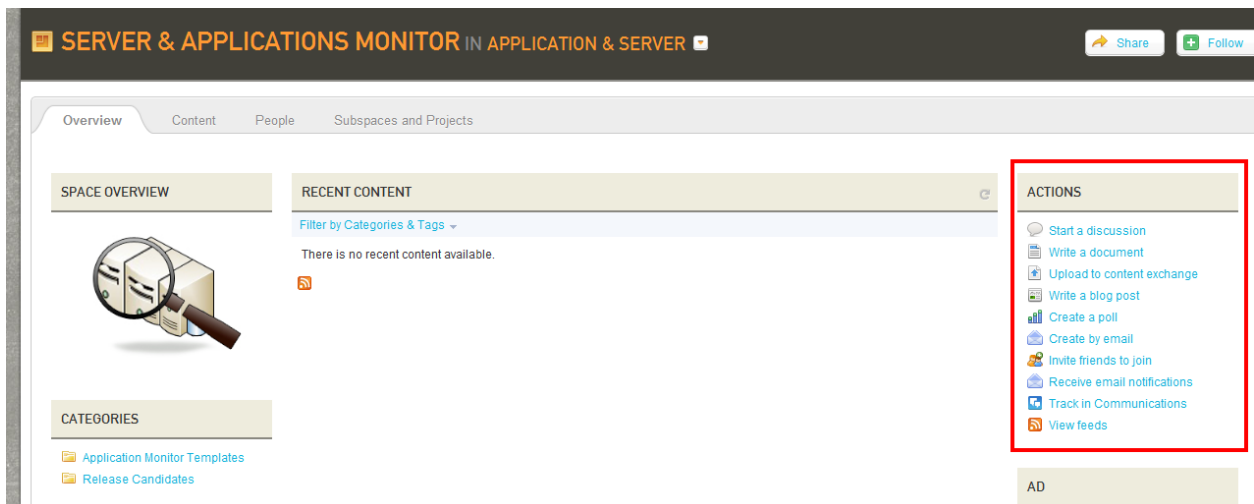 SERVER & APPLICATIONS MONITOR IN APPLICATION & SERVER
Share
Follow
Overview
Content
People
Subspaces and Projects
SPACE OVERVIEW
CATEGORIES
Application Monitor Templates
Release Candidates
RECENT CONTENT
Filter by Categories & Tags
There is no recent content available.
ACTIONS
Start a discussion
Write a document
Upload to content exchange
Write a blog post
Create a poll
Create by email
Invite friends to join
Receive email notifications
Track in Communications
View feeds
AD